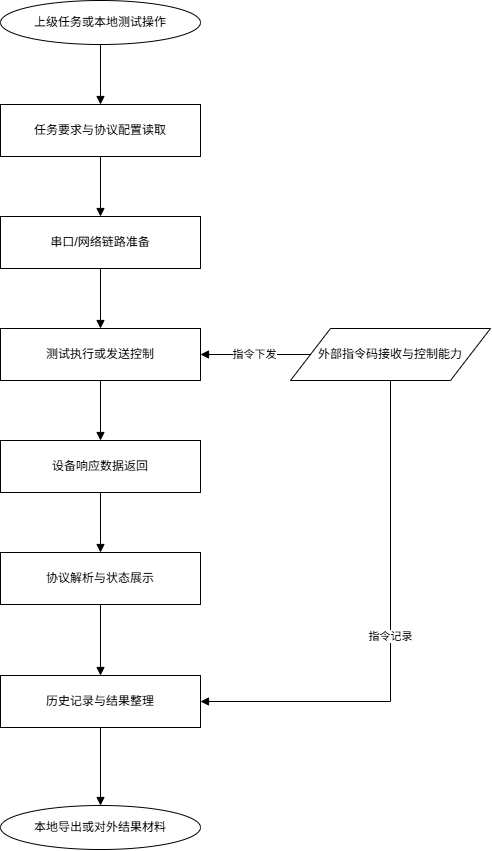 上级任务或本地测试操作
任务要求与协议配置读取
串口/网络链路准备
测试执行或发送控制
指令下发
外部指令码接收与控制能力
设备响应数据返回
协议解析与状态展示
指令记录
历史记录与结果整理
本地导出或对外结果材料